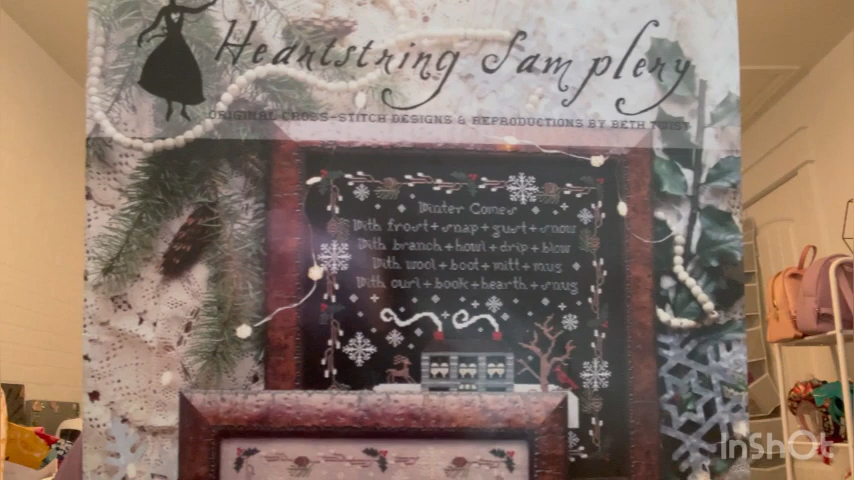 Heartstring Samplery
ORIGINAL CROSS-STITCH DESIGNS & REPRODUCTIONS BY BETH TWIST
Winter Comes
With frost + snap + gust + snow
With branch + howl + drip + blow
With wool + boot + mitt + mug
With curl + book + hearth + snug
InShOt